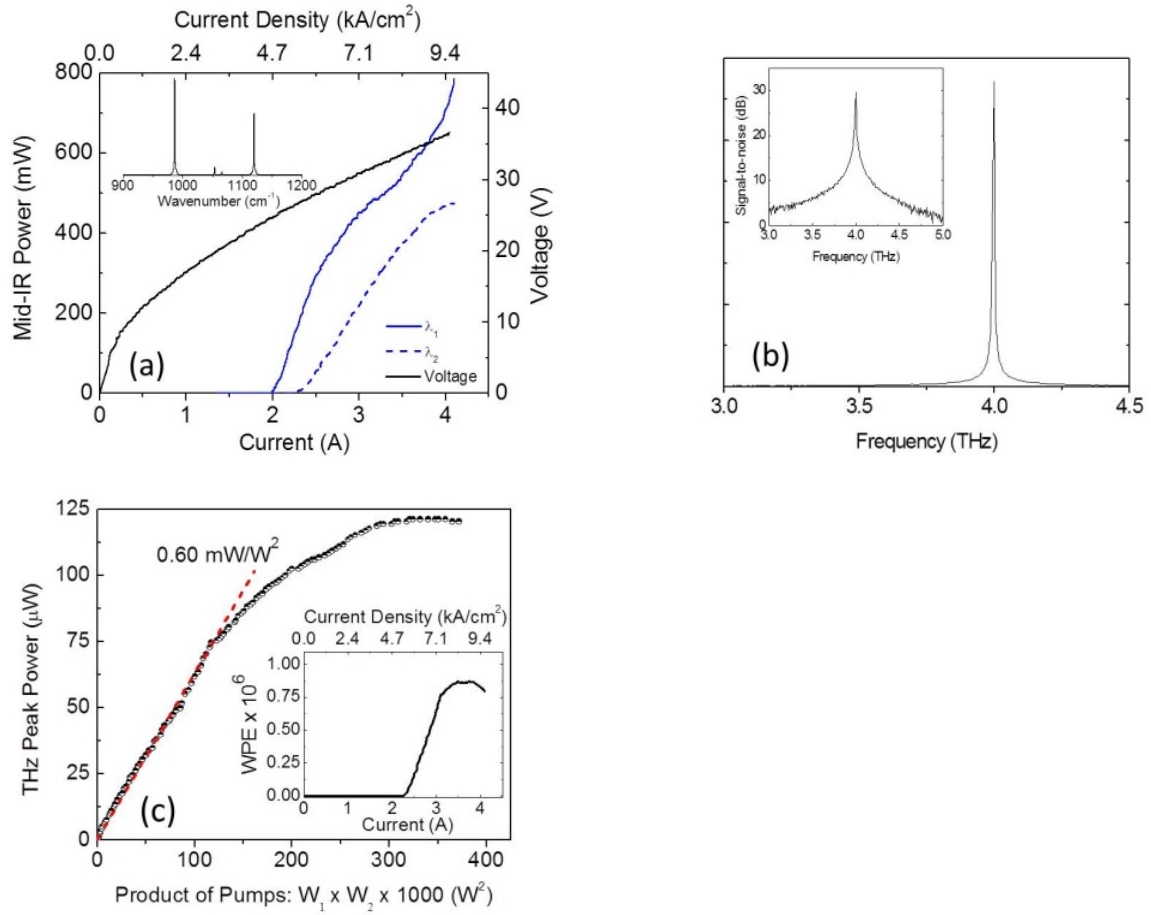 Current Density (kA/cm²)
0.0 2.4 4.7 7.1 9.4
800
600
400
200
0
Mid-IR Power (mW)
40
30
20
10
0
Voltage (V)
900 1000 1100 1200
Wavenumber (cm⁻¹)
λ₁
λ₂
Voltage
(a)
0 1 2 3 4
Current (A)
30
20
10
0
Signal-to-noise (dB)
3.0 3.5 4.0 4.5 5.0
Frequency (THz)
(b)
3.0 3.5 4.0 4.5
Frequency (THz)
125
100
75
50
25
0
THz Peak Power (μW)
0.60 mW/W²
Current Density (kA/cm²)
0.0 2.4 4.7 7.1 9.4
1.00
0.75
0.50
0.25
0.00
WPE x 10⁶
0 1 2 3 4
Current (A)
(c)
0 100 200 300 400
Product of Pumps: W₁ x W₂ x 1000 (W²)